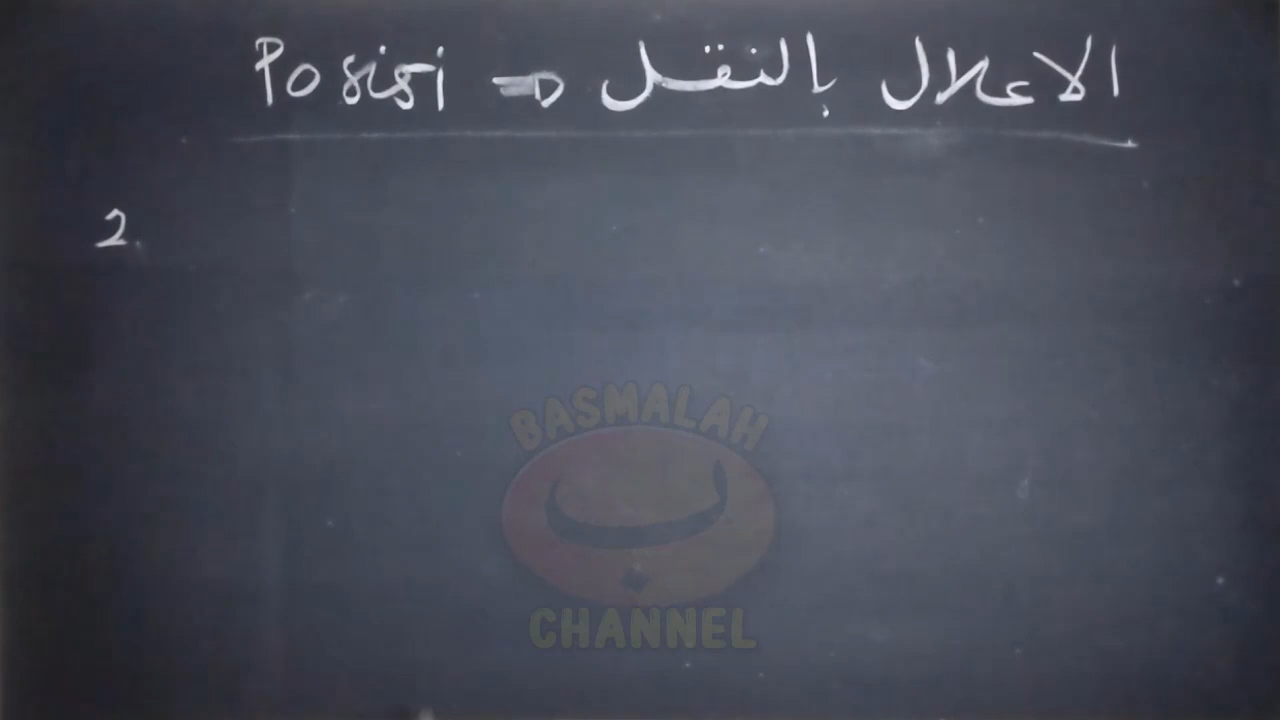 الاعلال بالنقل ⇒ Posisi
2.
BASMALAH
ب
CHANNEL